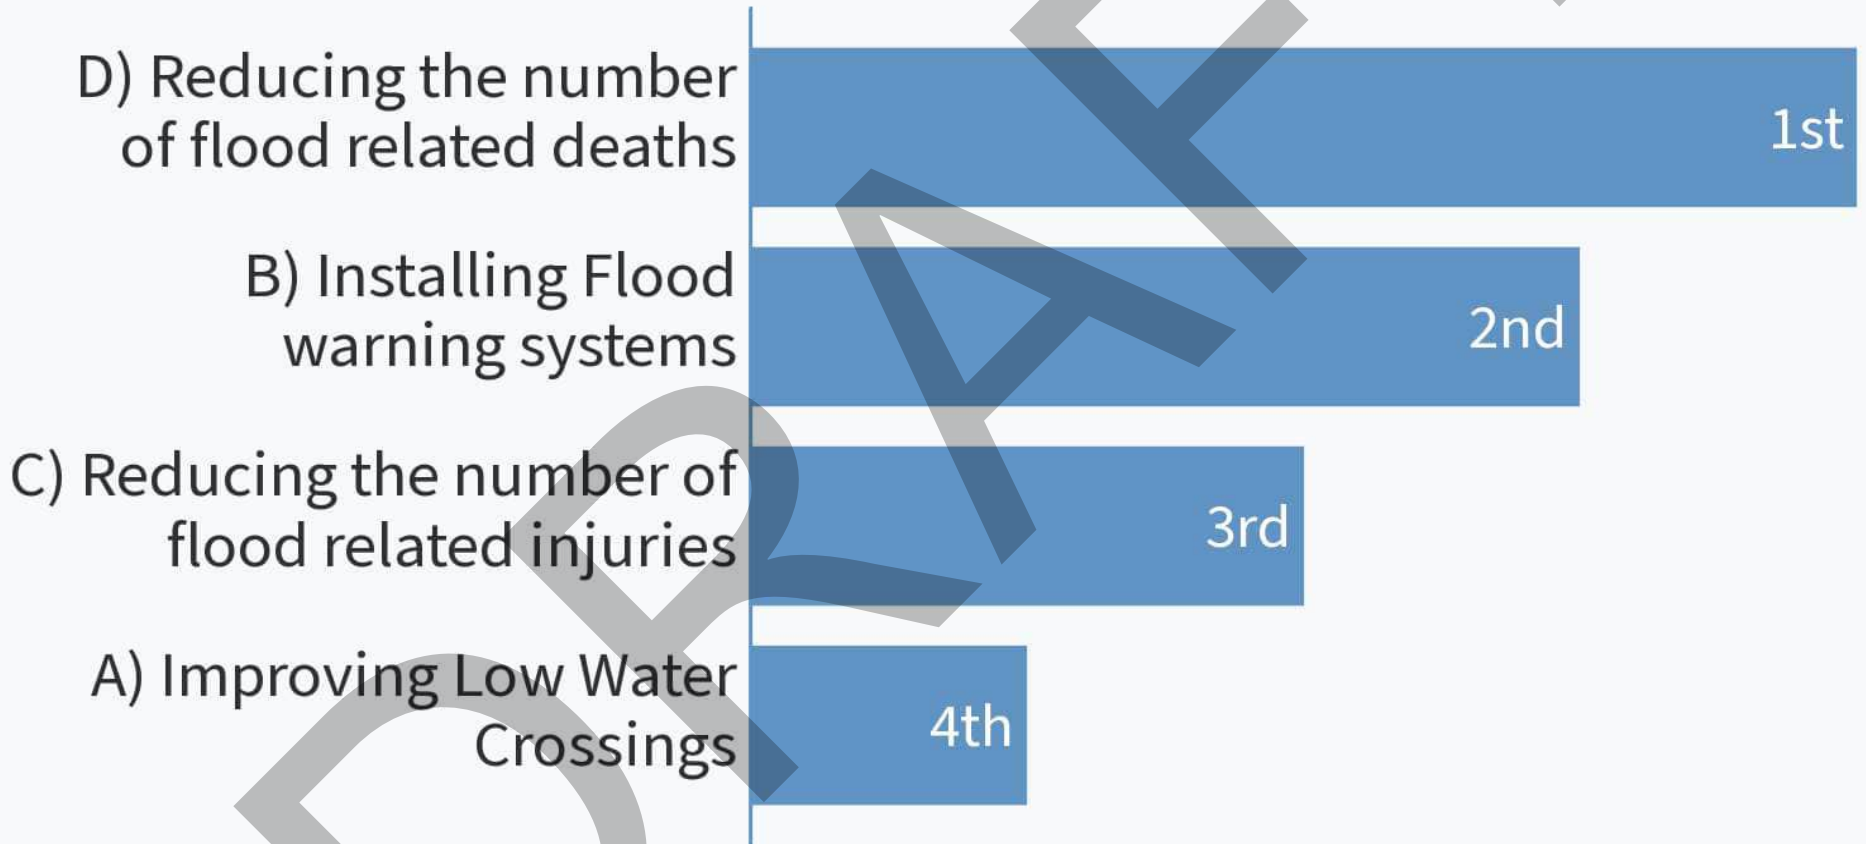 D) Reducing the number
of flood related deaths
1st
B) Installing Flood
warning systems
2nd
C) Reducing the number of
flood related injuries
3rd
A) Improving Low Water
Crossings
4th
DRAF